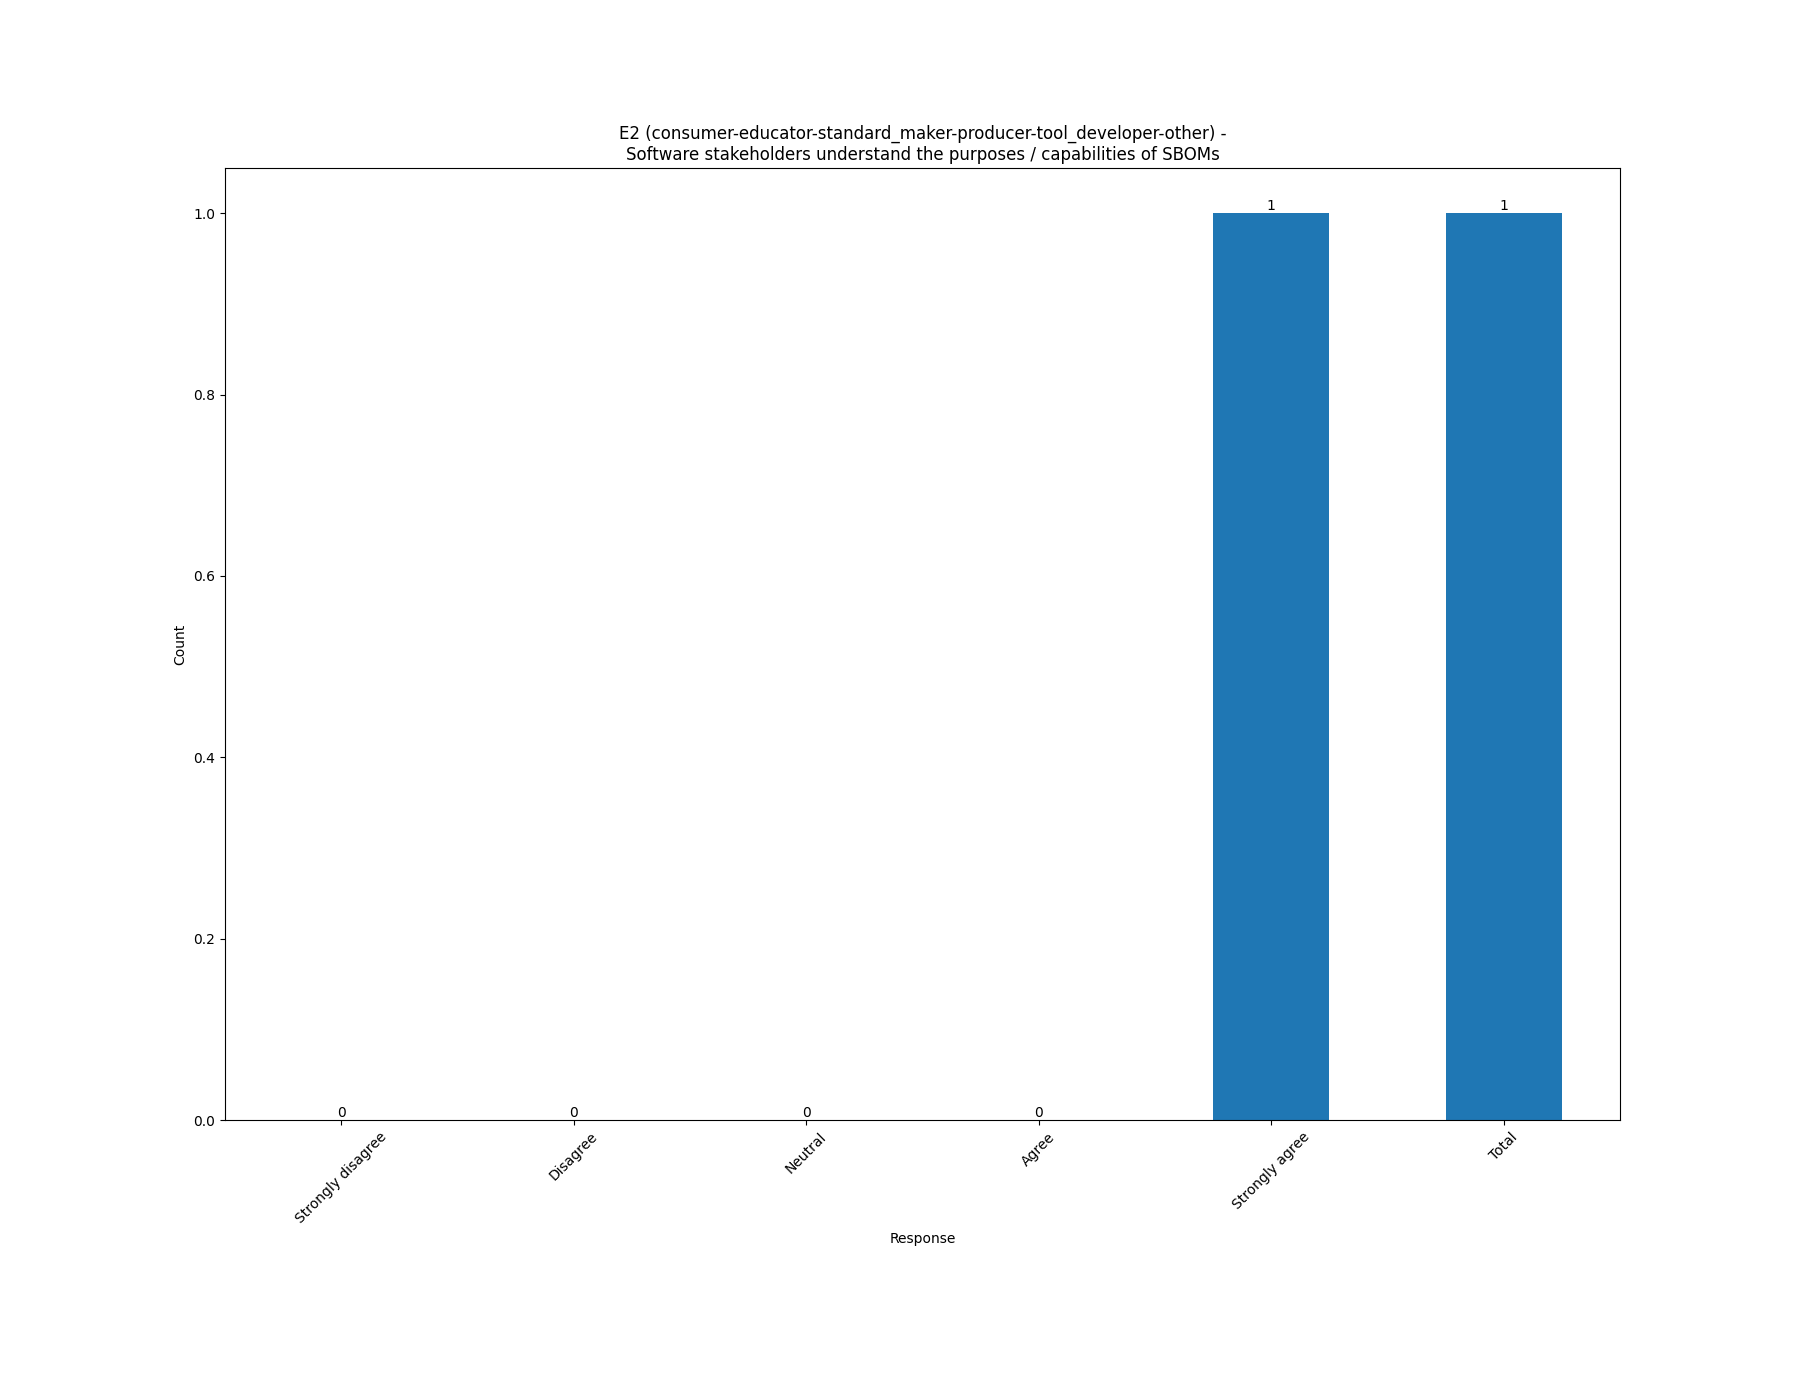 E2 (consumer-educator-standard_maker-producer-tool_developer-other) -
Software stakeholders understand the purposes / capabilities of SBOMs
1.0
0.8
0.6
0.4
0.2
0.0
Count
0
0
0
0
1
1
Strongly disagree
Disagree
Neutral
Agree
Strongly agree
Total
Response